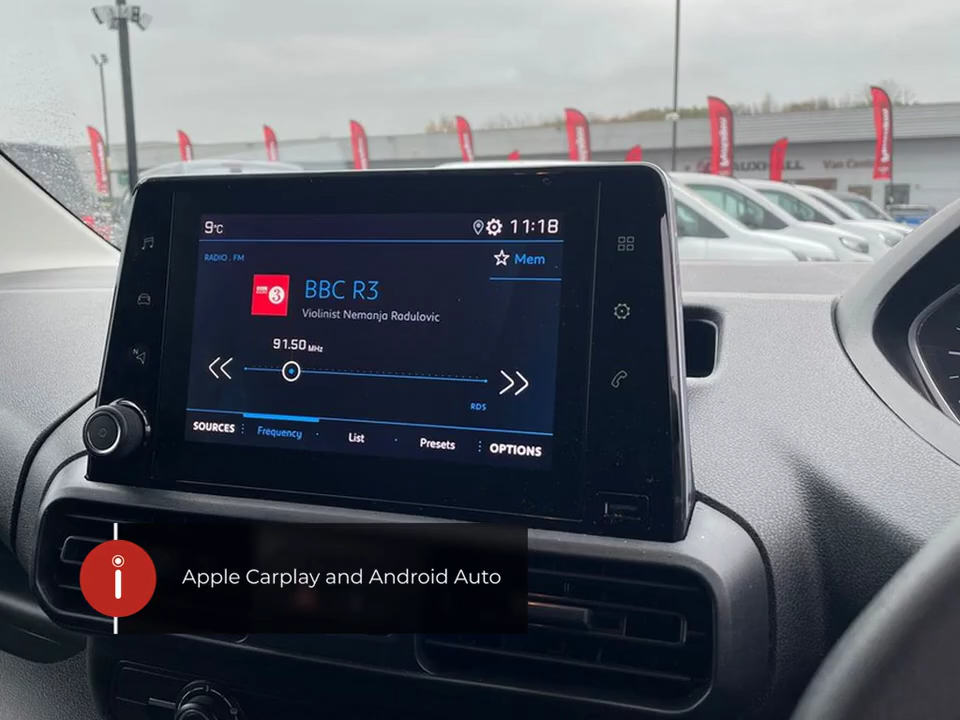 9°C
11:18
RADIO . FM
Mem
BBC R3
Violinist Nemanja Radulovic
91.50 MHz
RDS
SOURCES
Frequency
List
Presets
OPTIONS
VAUXHALL
Apple Carplay and Android Auto